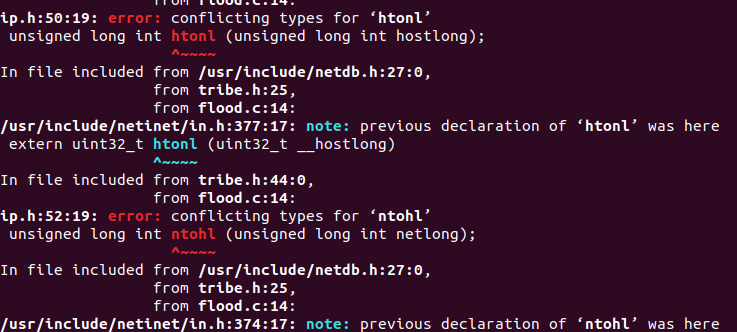 from flood.c:14:
ip.h:50:19: error: conflicting types for ‘htonl’
unsigned long int htonl (unsigned long int hostlong);
^~~~~
In file included from /usr/include/netdb.h:27:0,
from tribe.h:25,
from flood.c:14:
/usr/include/netinet/in.h:377:17: note: previous declaration of ‘htonl’ was here
extern uint32_t htonl (uint32_t __hostlong)
^~~~~
In file included from tribe.h:44:0,
from flood.c:14:
ip.h:52:19: error: conflicting types for ‘ntohl’
unsigned long int ntohl (unsigned long int netlong);
^~~~~
In file included from /usr/include/netdb.h:27:0,
from tribe.h:25,
from flood.c:14:
/usr/include/netinet/in.h:374:17: note: previous declaration of ‘ntohl’ was here